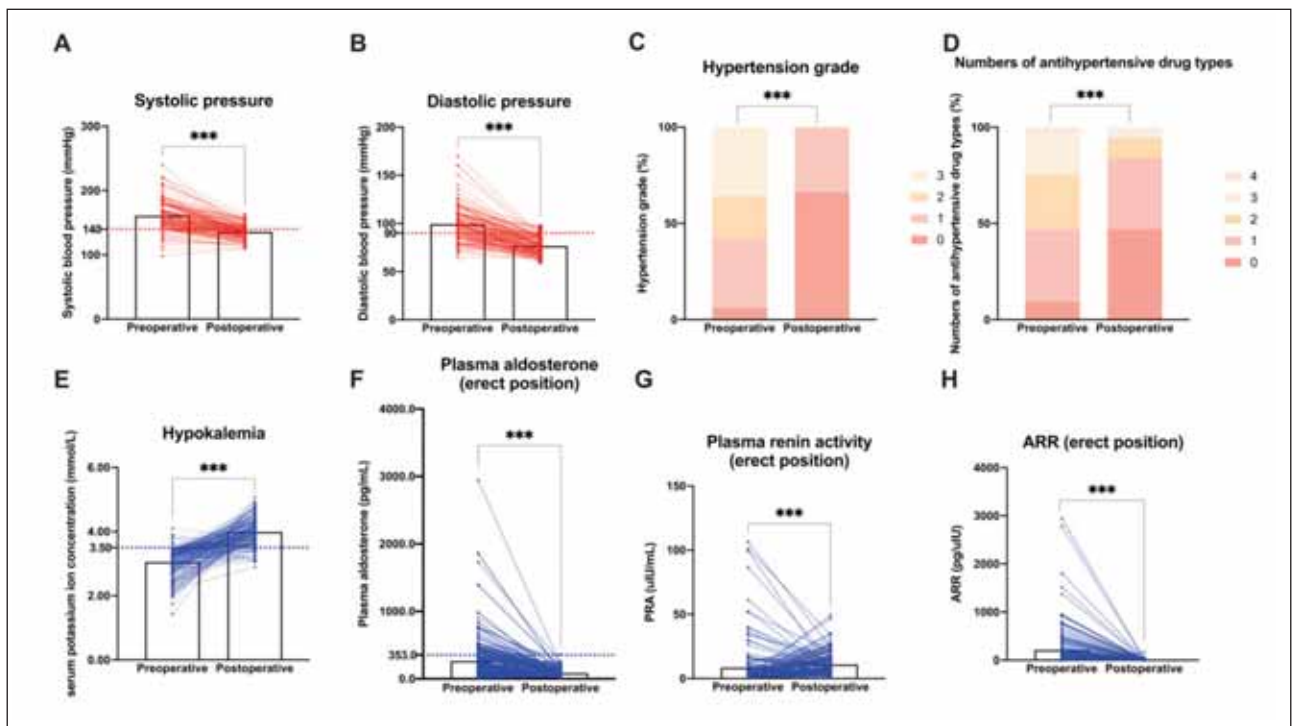 A
Systolic pressure
***
Systolic blood pressure (mmHg)
300
200
140
100
0
Preoperative Postoperative
B
Diastolic pressure
***
Diastolic blood pressure (mmHg)
200
150
100
90
50
0
Preoperative Postoperative
C
Hypertension grade
***
Hypertension grade (%)
100
50
0
Preoperative Postoperative
3
2
1
0
D
Numbers of antihypertensive drug types
***
Numbers of antihypertensive drug types (%)
100
50
0
Preoperative Postoperative
4
3
2
1
0
E
Hypokalemia
***
serum potassium ion concentration (mmol/L)
6.00
4.00
3.50
2.00
0.00
Preoperative Postoperative
F
Plasma aldosterone
(erect position)
***
Plasma aldosterone (pg/mL)
4000.0
3000.0
2000.0
1000.0
353.0
0.0
Preoperative Postoperative
G
Plasma renin activity
(erect position)
***
PRA (uIU/mL)
150
100
50
0
Preoperative Postoperative
H
ARR (erect position)
***
ARR (pg/uIU)
4000
3000
2000
1000
0
Preoperative Postoperative